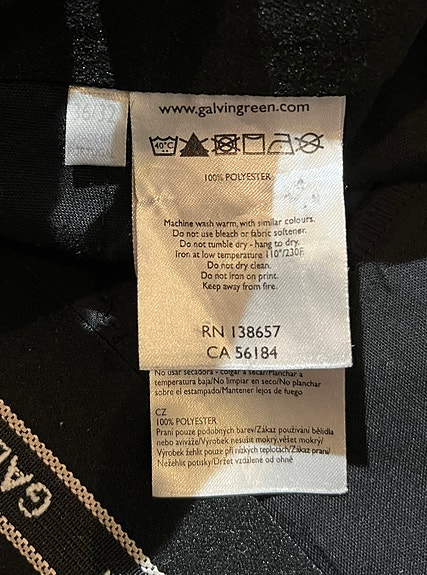 36/32
www.galvingreen.com
40°C
100% POLYESTER
Machine wash warm, with similar colours.
Do not use bleach or fabric softener.
Do not tumble dry - hang to dry.
Iron at low temperature 110°/230F.
Do not dry clean.
Do not iron on print.
Keep away from fire.
RN 138657
CA 56184
No usar secadora - colgar a secar/Planchar a
temperatura baja/No limpiar en seco/No planchar
sobre el estampado/Mantener lejos de fuego
CZ
100% POLYESTER
Praní pouze podobných barev/Zákaz používání bělidla
nebo aviváže/Výrobek nesušit mokrý,věset mokrý/
Výrobek žehlit pouze při nízkých teplotách/Zákaz praní/
Nežehlit potisky/Držet vzdálené od ohně
GAL